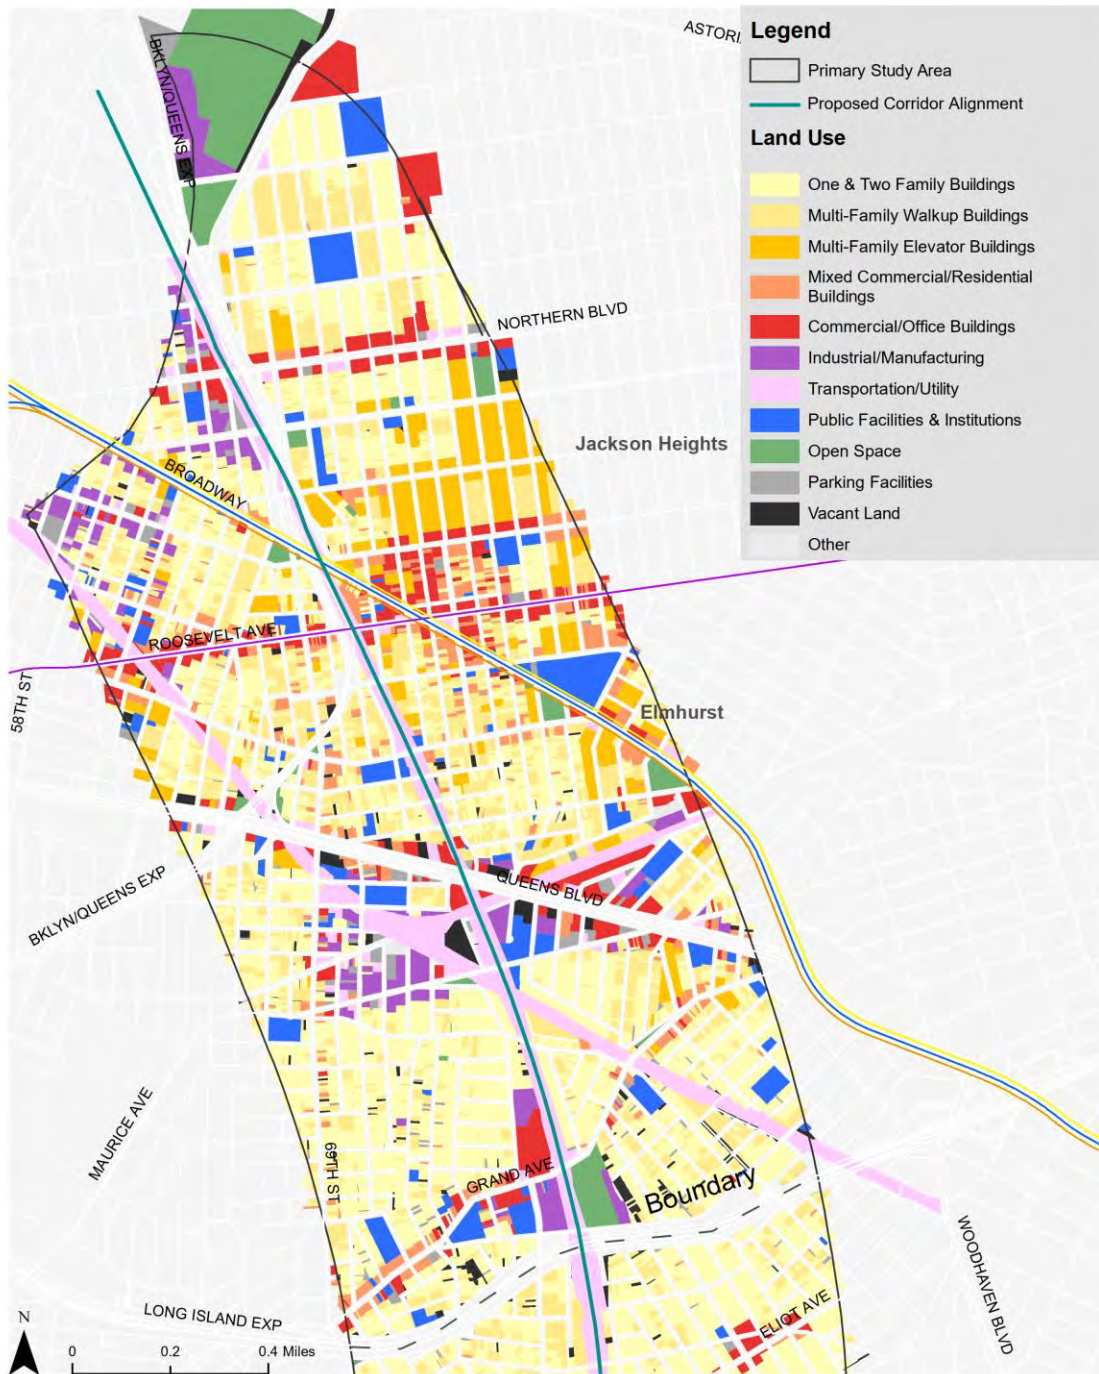 ASTORI
BKLYN/QUEENS EXP
Legend
Primary Study Area
Proposed Corridor Alignment
Land Use
One & Two Family Buildings
Multi-Family Walkup Buildings
Multi-Family Elevator Buildings
Mixed Commercial/Residential
Buildings
Commercial/Office Buildings
Industrial/Manufacturing
Transportation/Utility
Public Facilities & Institutions
Open Space
Parking Facilities
Vacant Land
Other
NORTHERN BLVD
Jackson Heights
BROADWAY
ROOSEVELT AVE
58TH ST
Elmhurst
QUEENS BLVD
BKLYN/QUEENS EXP
MAURICE AVE
69TH ST
GRAND AVE
Boundary
WOODHAVEN BLVD
LONG ISLAND EXP
ELIOT AVE
N
0 0.2 0.4 Miles